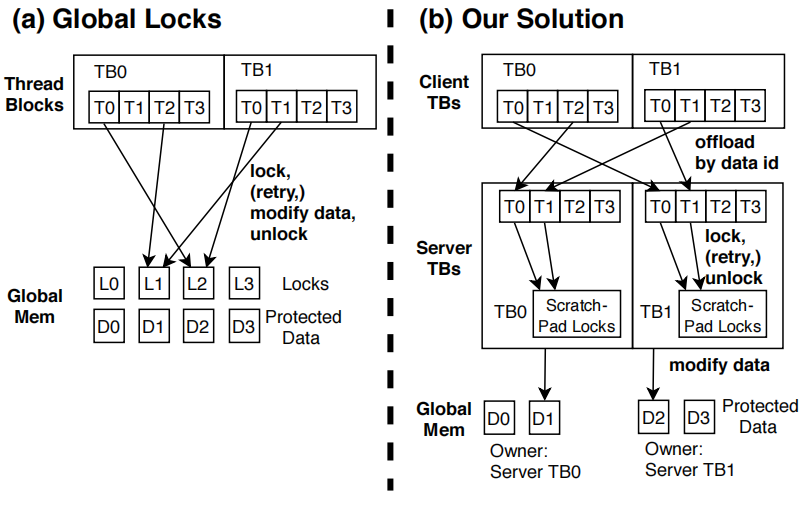 (a) Global Locks
Thread
Blocks
TB0
TB1
T0 T1 T2 T3
T0 T1 T2 T3
lock,
(retry,)
modify data,
unlock
Global
Mem
L0 L1 L2 L3 Locks
D0 D1 D2 D3 Protected
Data
(b) Our Solution
Client
TBs
TB0
TB1
T0 T1 T2 T3
T0 T1 T2 T3
offload
by data id
Server
TBs
T0 T1 T2 T3
T0 T1 T2 T3
lock,
(retry,)
unlock
TB0
Scratch-
Pad Locks
TB1
Scratch-
Pad Locks
modify data
Global
Mem
D0 D1
D2 D3
Protected
Data
Owner:
Server TB0
Owner:
Server TB1